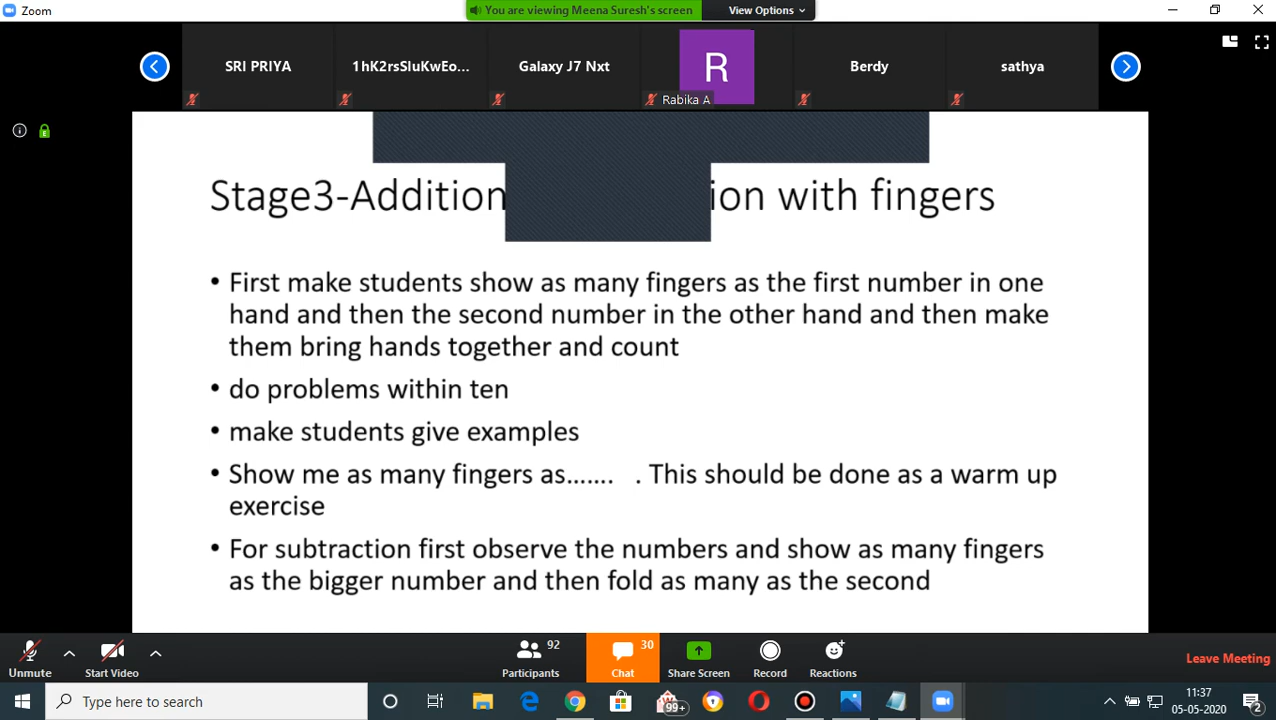 Zoom
You are viewing Meena Suresh's screen
View Options
SRI PRIYA
1hK2rsSIuKwEo...
Galaxy J7 Nxt
R
Rabika A
Berdy
sathya
Stage3-Addition ion with fingers
• First make students show as many fingers as the first number in one
hand and then the second number in the other hand and then make
them bring hands together and count
• do problems within ten
• make students give examples
• Show me as many fingers as....... . This should be done as a warm up
exercise
• For subtraction first observe the numbers and show as many fingers
as the bigger number and then fold as many as the second
Unmute
Start Video
92
Participants
30
Chat
Share Screen
Record
Reactions
Leave Meeting
Type here to search
99+
11:37
05-05-2020
2